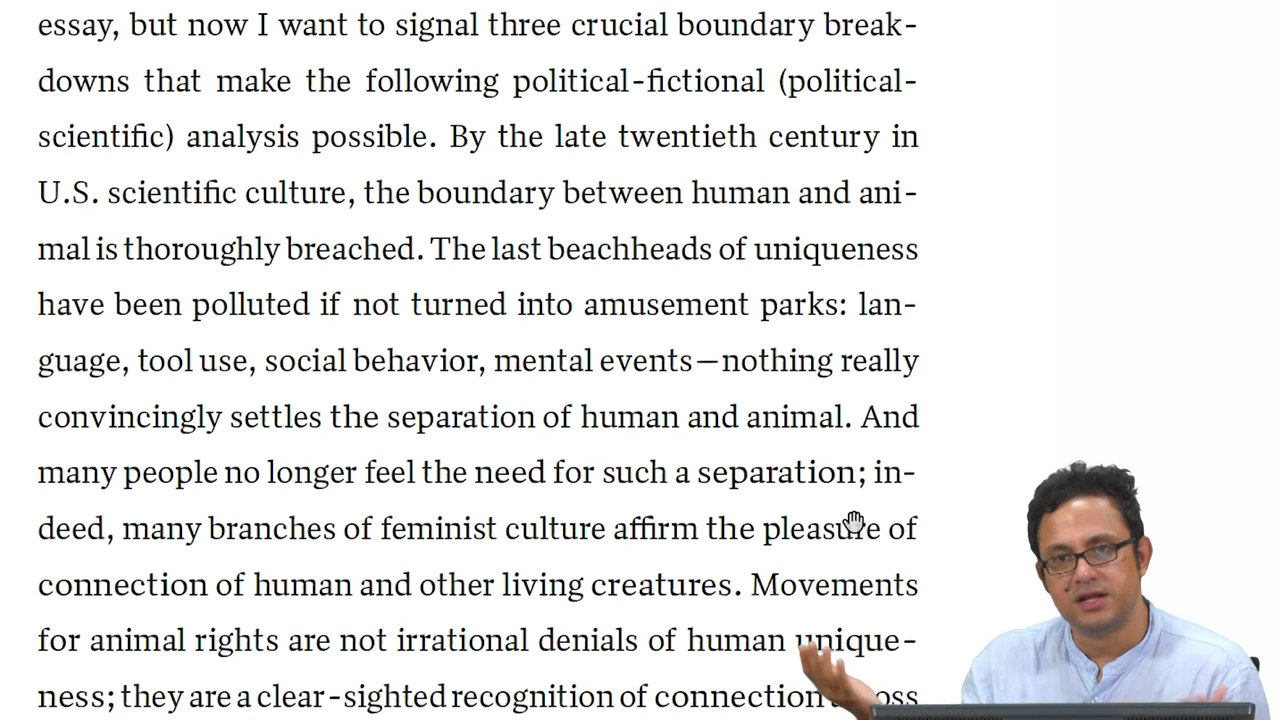 essay, but now I want to signal three crucial boundary break-
downs that make the following political-fictional (political-
scientific) analysis possible. By the late twentieth century in
U.S. scientific culture, the boundary between human and ani-
mal is thoroughly breached. The last beachheads of uniqueness
have been polluted if not turned into amusement parks: lan-
guage, tool use, social behavior, mental events—nothing really
convincingly settles the separation of human and animal. And
many people no longer feel the need for such a separation; in-
deed, many branches of feminist culture affirm the pleasure of
connection of human and other living creatures. Movements
for animal rights are not irrational denials of human unique-
ness; they are a clear-sighted recognition of connection